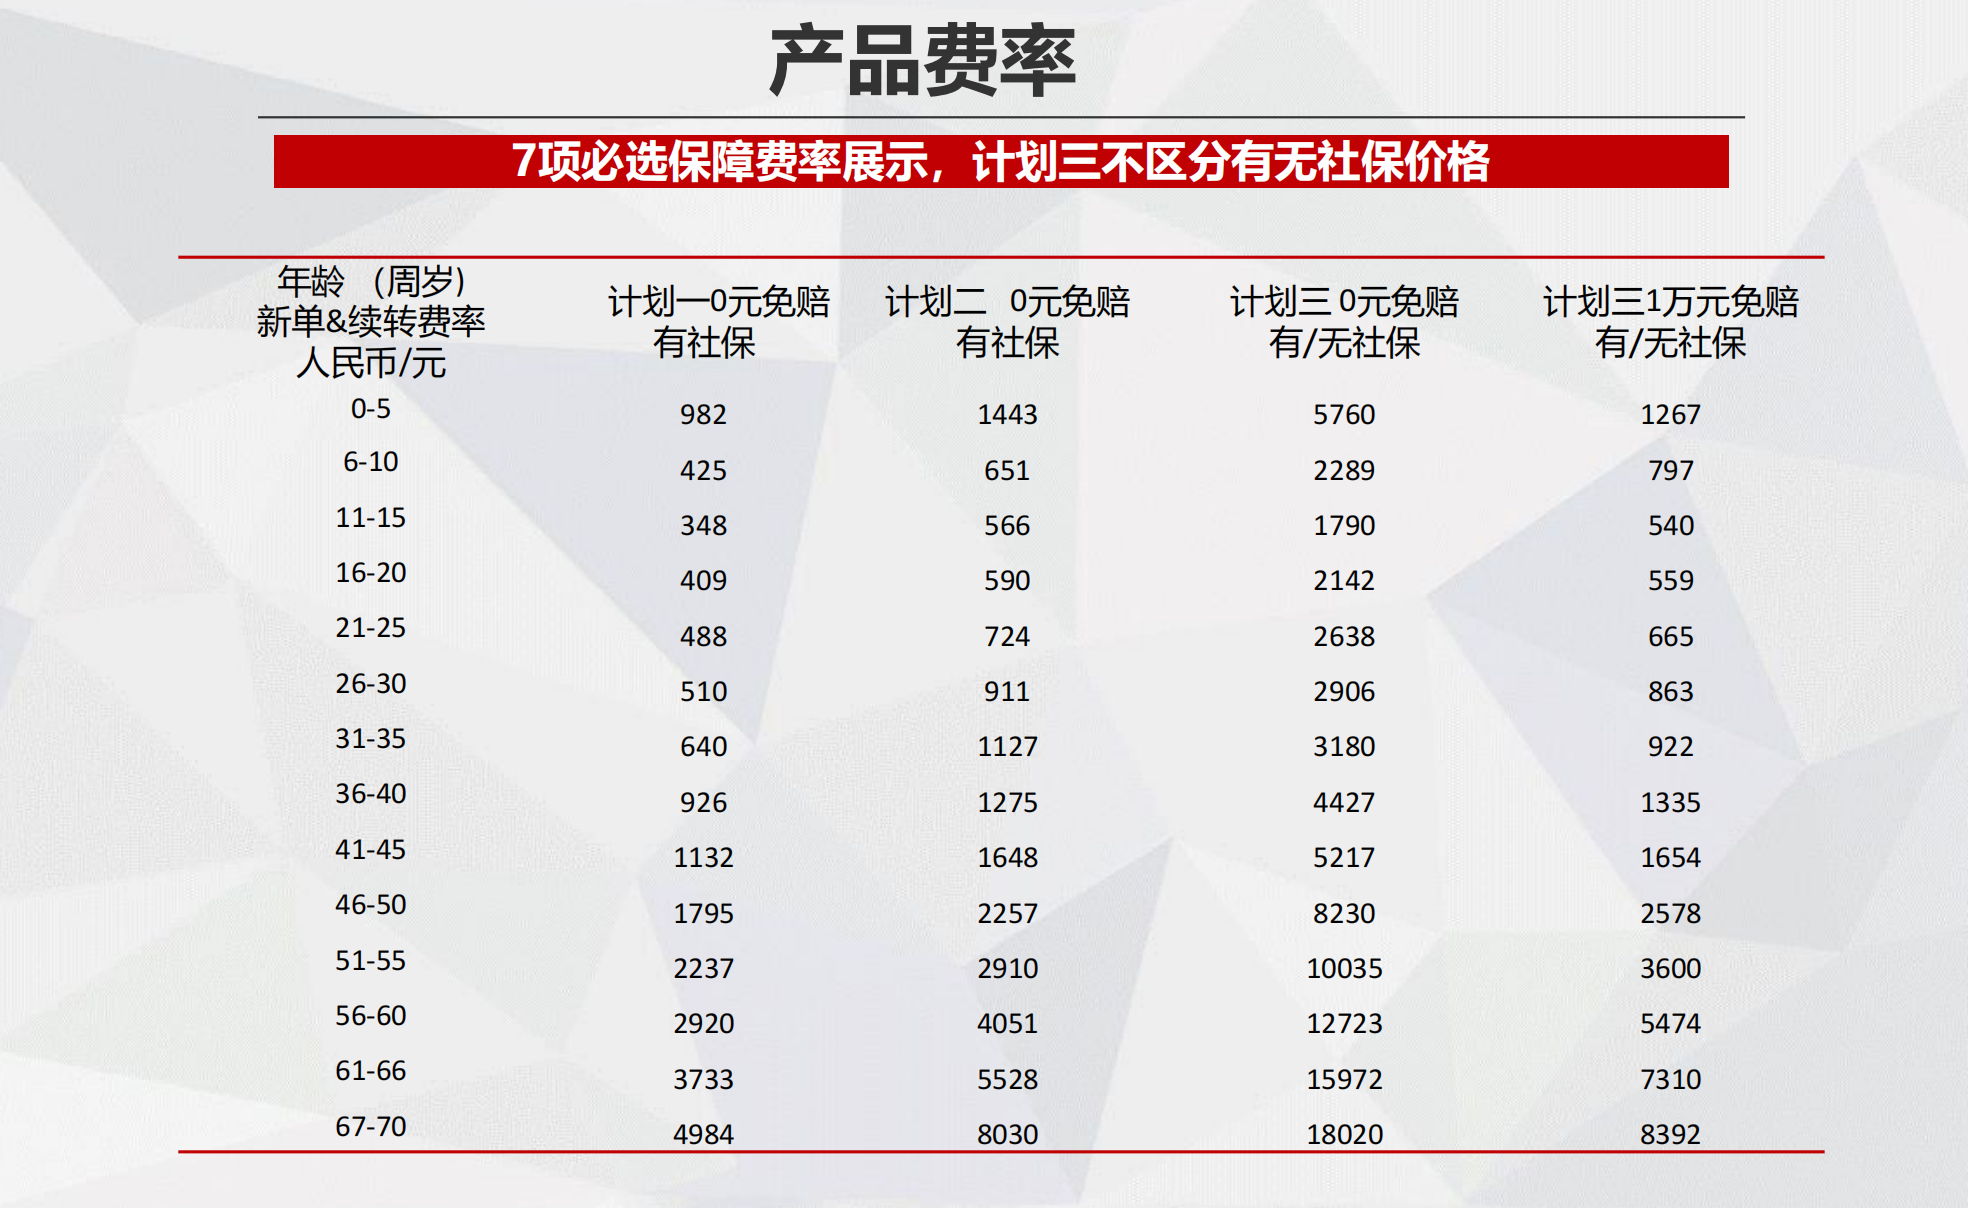 产品费率
7项必选保障费率展示，计划三不区分有无社保价格
年龄 （周岁）
新单&续转费率
人民币/元
计划一0元免赔
有社保
计划二 0元免赔
有社保
计划三 0元免赔
有/无社保
计划三1万元免赔
有/无社保
0-5 982 1443 5760 1267
6-10 425 651 2289 797
11-15 348 566 1790 540
16-20 409 590 2142 559
21-25 488 724 2638 665
26-30 510 911 2906 863
31-35 640 1127 3180 922
36-40 926 1275 4427 1335
41-45 1132 1648 5217 1654
46-50 1795 2257 8230 2578
51-55 2237 2910 10035 3600
56-60 2920 4051 12723 5474
61-66 3733 5528 15972 7310
67-70 4984 8030 18020 8392